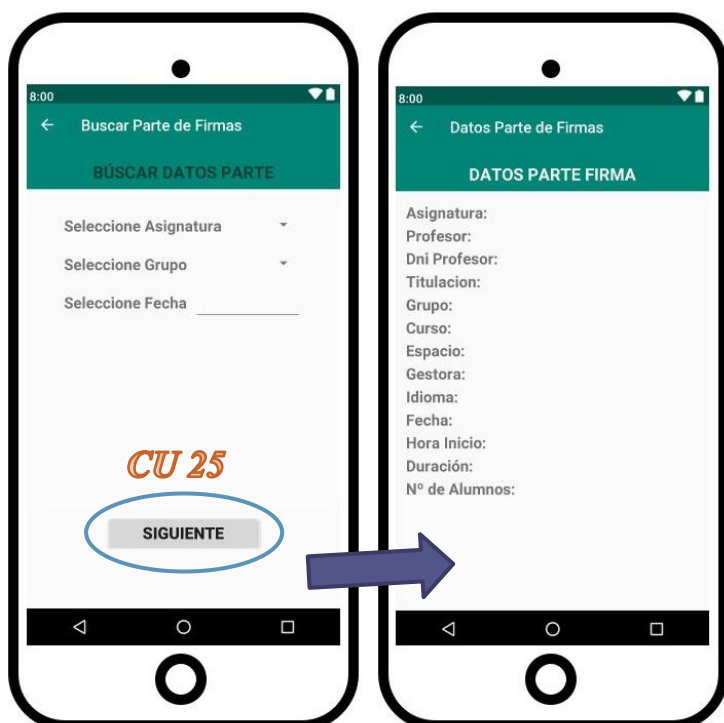 8:00
Buscar Parte de Firmas
BÚSCAR DATOS PARTE
Seleccione Asignatura
Seleccione Grupo
Seleccione Fecha
CU 25
SIGUIENTE
8:00
Datos Parte de Firmas
DATOS PARTE FIRMA
Asignatura:
Profesor:
Dni Profesor:
Titulacion:
Grupo:
Curso:
Espacio:
Gestora:
Idioma:
Fecha:
Hora Inicio:
Duración:
Nº de Alumnos: